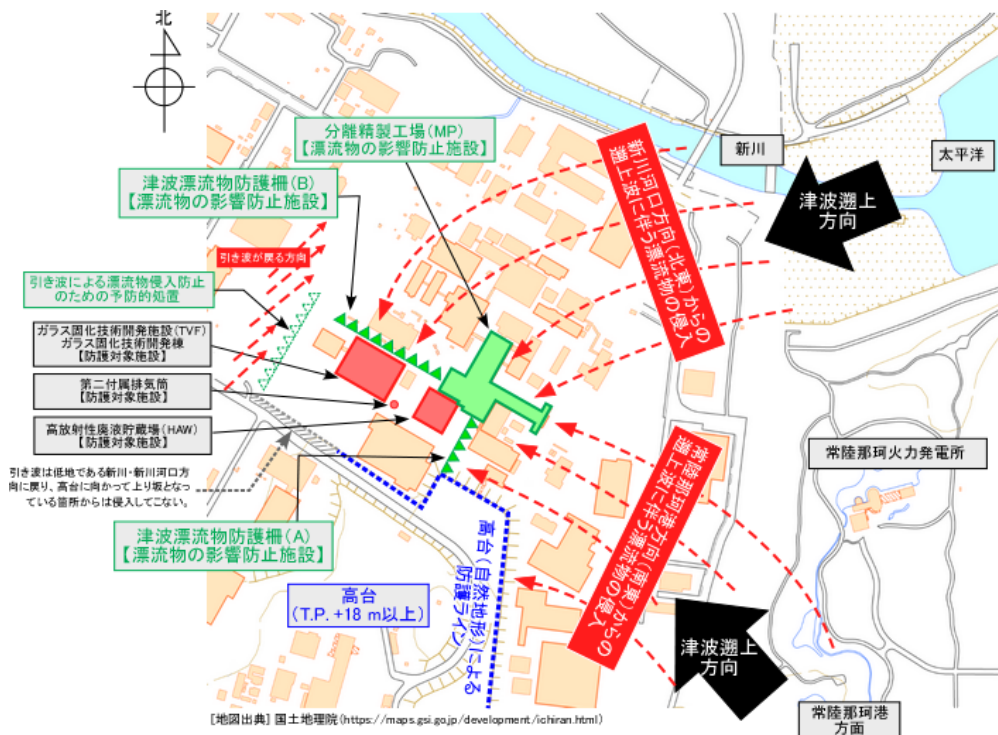 北
分離精製工場(MP)
【漂流物の影響防止施設】
新川
太平洋
津波漂流物防護柵(B)
【漂流物の影響防止施設】
津波遡上
方向
新川河口方向(北東)からの
遡上波に伴う漂流物の侵入
引き波が戻る方向
引き波による漂流物侵入防止
のための予防的処置
ガラス固化技術開発施設(TVF)
ガラス固化技術開発棟
【防護対象施設】
第二付属排気筒
【防護対象施設】
高放射性廃液貯蔵場(HAW)
【防護対象施設】
常陸那珂火力発電所
引き波は低地である新川・新川河口方
向に戻り、高台に向かって上り坂となっ
ている箇所からは侵入してこない。
常陸那珂港方向(南東)からの
遡上波に伴う漂流物の侵入
津波漂流物防護柵(A)
【漂流物の影響防止施設】
高台(自然地形)による
防護ライン
高台
(T.P. +18 m以上)
津波遡上
方向
常陸那珂港
方面
[地図出典] 国土地理院(https://maps.gsi.go.jp/development/ichiran.html)